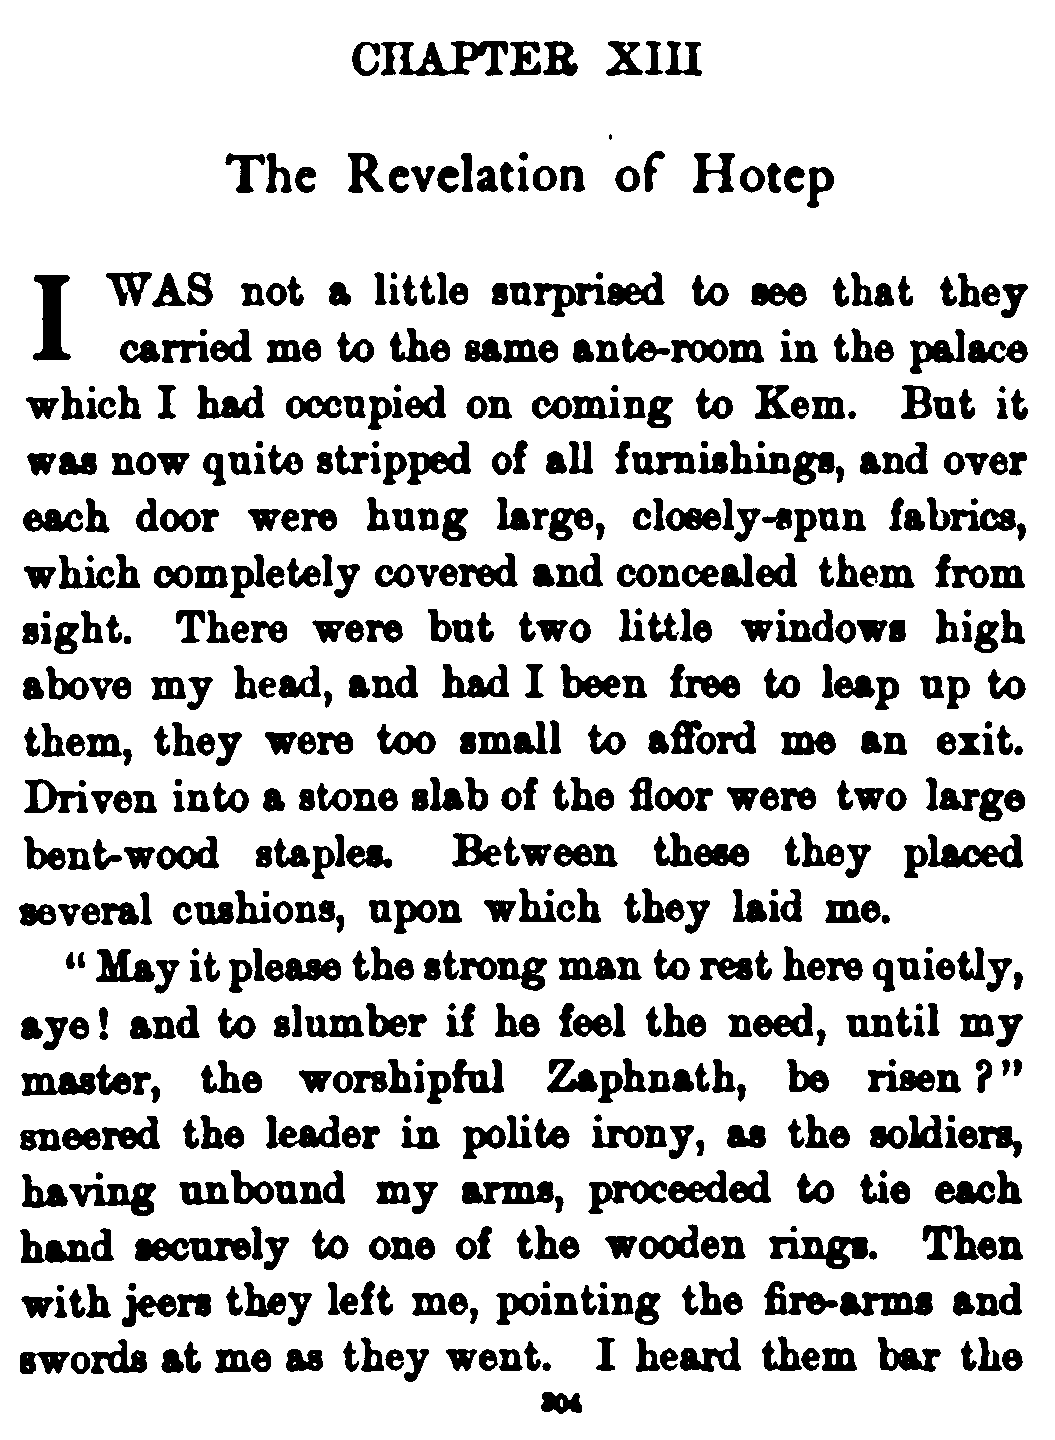 CHAPTER XIII
The Revelation of Hotep
I WAS not a little surprised to see that they
carried me to the same ante-room in the palace
which I had occupied on coming to Kem. But it
was now quite stripped of all furnishings, and over
each door were hung large, closely-spun fabrics,
which completely covered and concealed them from
sight. There were but two little windows high
above my head, and had I been free to leap up to
them, they were too small to afford me an exit.
Driven into a stone slab of the floor were two large
bent-wood staples. Between these they placed
several cushions, upon which they laid me.
“ May it please the strong man to rest here quietly,
aye! and to slumber if he feel the need, until my
master, the worshipful Zaphnath, be risen ?”
sneered the leader in polite irony, as the soldiers,
having unbound my arms, proceeded to tie each
hand securely to one of the wooden rings. Then
with jeers they left me, pointing the fire-arms and
swords at me as they went. I heard them bar the
204